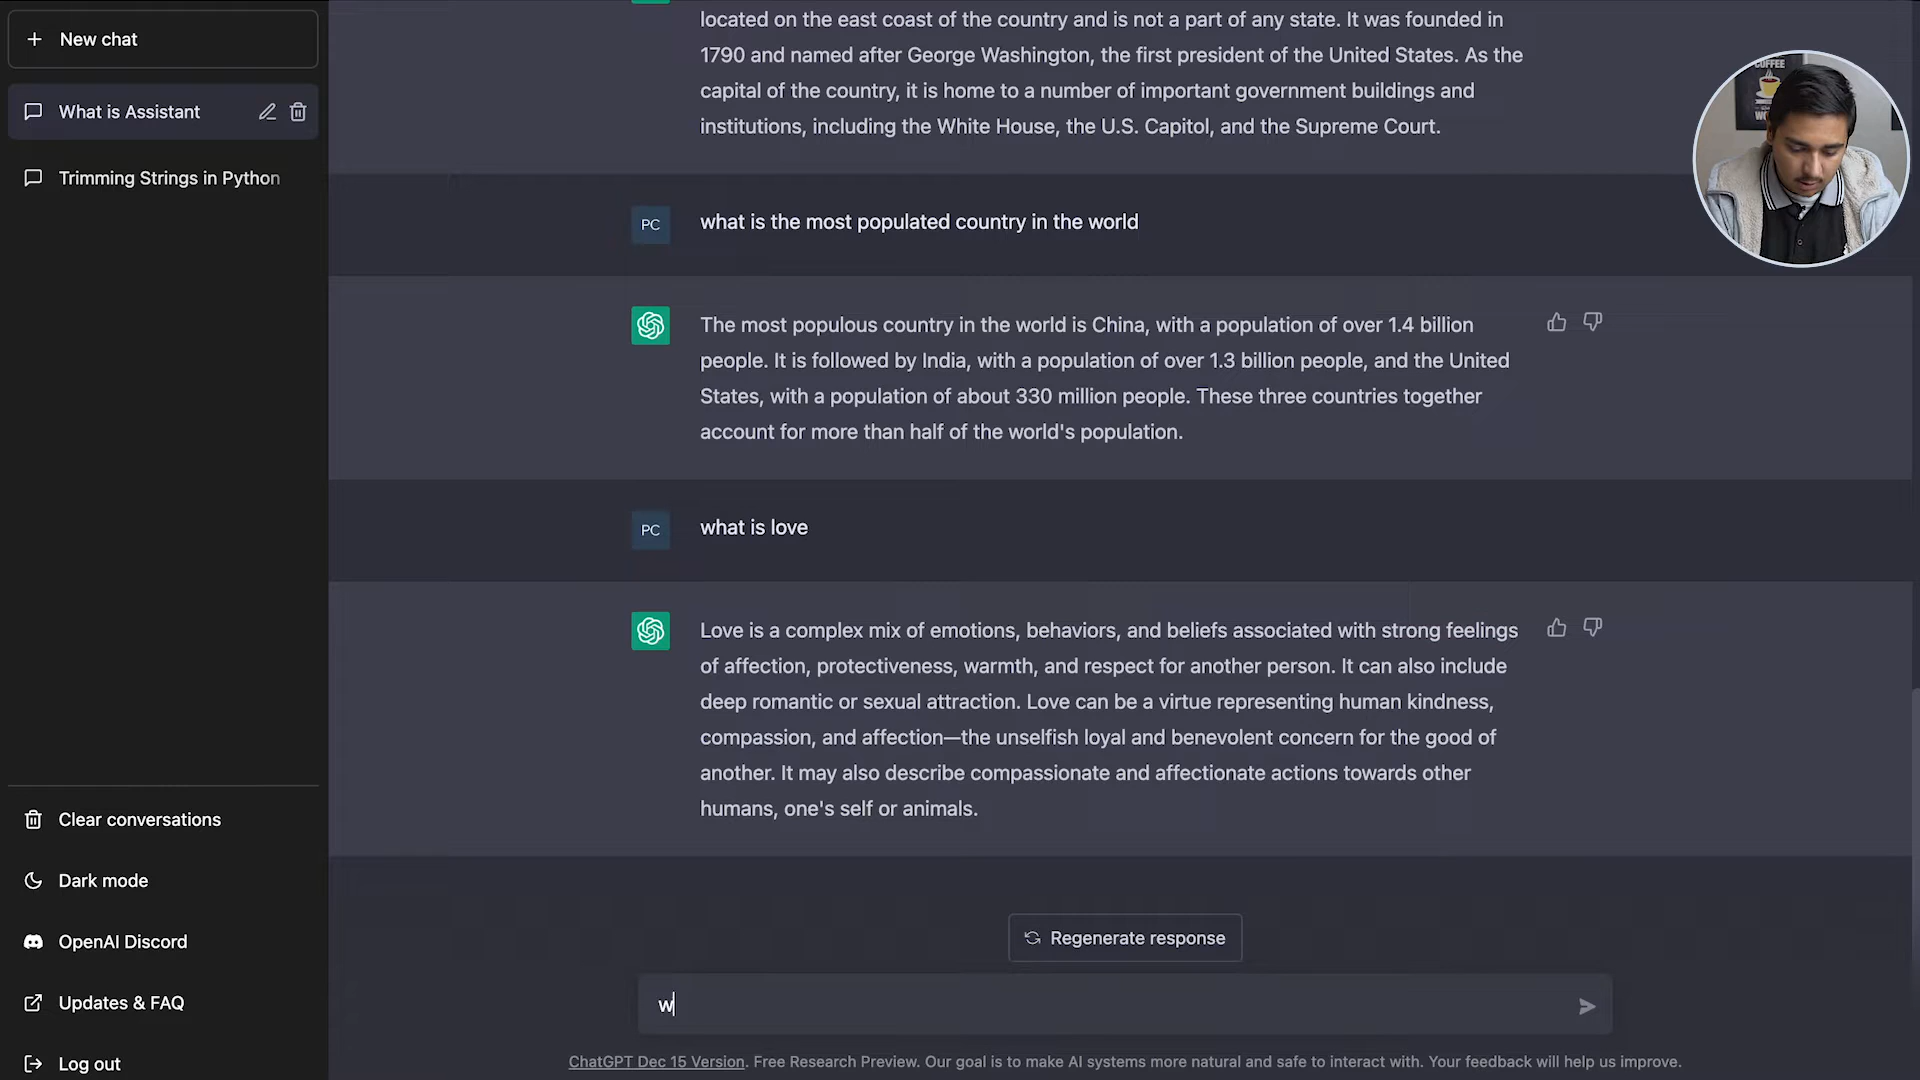 New chat
What is Assistant
Trimming Strings in Python
Clear conversations
Dark mode
OpenAI Discord
Updates & FAQ
Log out
located on the east coast of the country and is not a part of any state. It was founded in
1790 and named after George Washington, the first president of the United States. As the
capital of the country, it is home to a number of important government buildings and
institutions, including the White House, the U.S. Capitol, and the Supreme Court.
PC
what is the most populated country in the world
The most populous country in the world is China, with a population of over 1.4 billion
people. It is followed by India, with a population of over 1.3 billion people, and the United
States, with a population of about 330 million people. These three countries together
account for more than half of the world's population.
PC
what is love
Love is a complex mix of emotions, behaviors, and beliefs associated with strong feelings
of affection, protectiveness, warmth, and respect for another person. It can also include
deep romantic or sexual attraction. Love can be a virtue representing human kindness,
compassion, and affection—the unselfish loyal and benevolent concern for the good of
another. It may also describe compassionate and affectionate actions towards other
humans, one's self or animals.
Regenerate response
w
ChatGPT Dec 15 Version. Free Research Preview. Our goal is to make AI systems more natural and safe to interact with. Your feedback will help us improve.
COFFEE